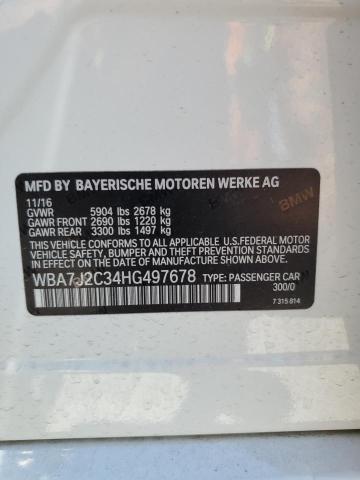 MFD BY BAYERISCHE MOTOREN WERKE AG
11/16
GVWR 5904 lbs 2678 kg
GAWR FRONT 2690 lbs 1220 kg
GAWR REAR 3300 lbs 1497 kg
THIS VEHICLE CONFORMS TO ALL APPLICABLE U.S.FEDERAL MOTOR
VEHICLE SAFETY, BUMPER, AND THEFT PREVENTION STANDARDS
IN EFFECT ON THE DATE OF MANUFACTURE SHOWN ABOVE.
WBA7J2C34HG497678 TYPE: PASSENGER CAR
300/0
7 315 814
BMW